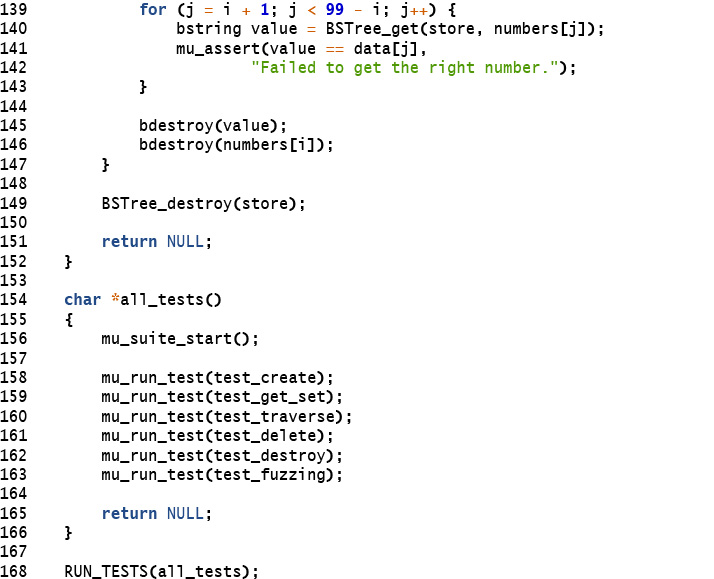 139            for (j = i + 1; j < 99 - i; j++) {
140                bstring value = BSTree_get(store, numbers[j]);
141                mu_assert(value == data[j],
142                        "Failed to get the right number.");
143            }
144
145            bdestroy(value);
146            bdestroy(numbers[i]);
147        }
148
149        BSTree_destroy(store);
150
151        return NULL;
152    }
153
154    char *all_tests()
155    {
156        mu_suite_start();
157
158        mu_run_test(test_create);
159        mu_run_test(test_get_set);
160        mu_run_test(test_traverse);
161        mu_run_test(test_delete);
162        mu_run_test(test_destroy);
163        mu_run_test(test_fuzzing);
164
165        return NULL;
166    }
167
168    RUN_TESTS(all_tests);